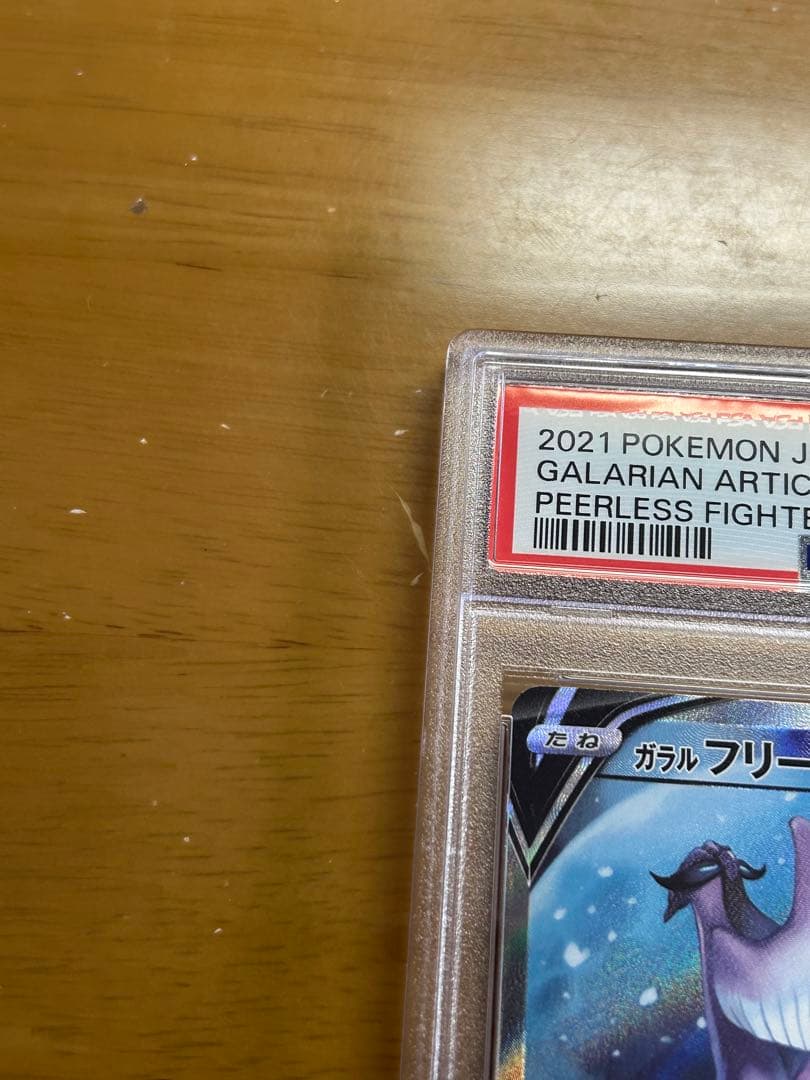 2021 POKEMON J
GALARIAN ARTIC
PEERLESS FIGHTE
たね
ガラル フリー